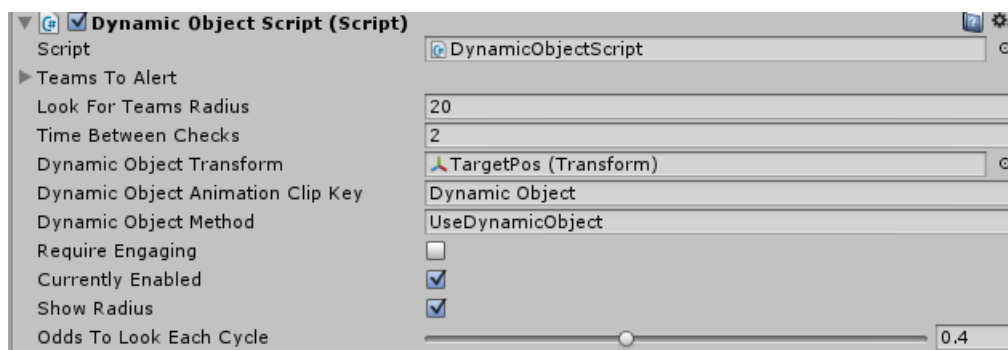 Dynamic Object Script (Script)
Script DynamicObjectScript
Teams To Alert
Look For Teams Radius 20
Time Between Checks 2
Dynamic Object Transform TargetPos (Transform)
Dynamic Object Animation Clip Key Dynamic Object
Dynamic Object Method UseDynamicObject
Require Engaging
Currently Enabled
Show Radius
Odds To Look Each Cycle 0.4